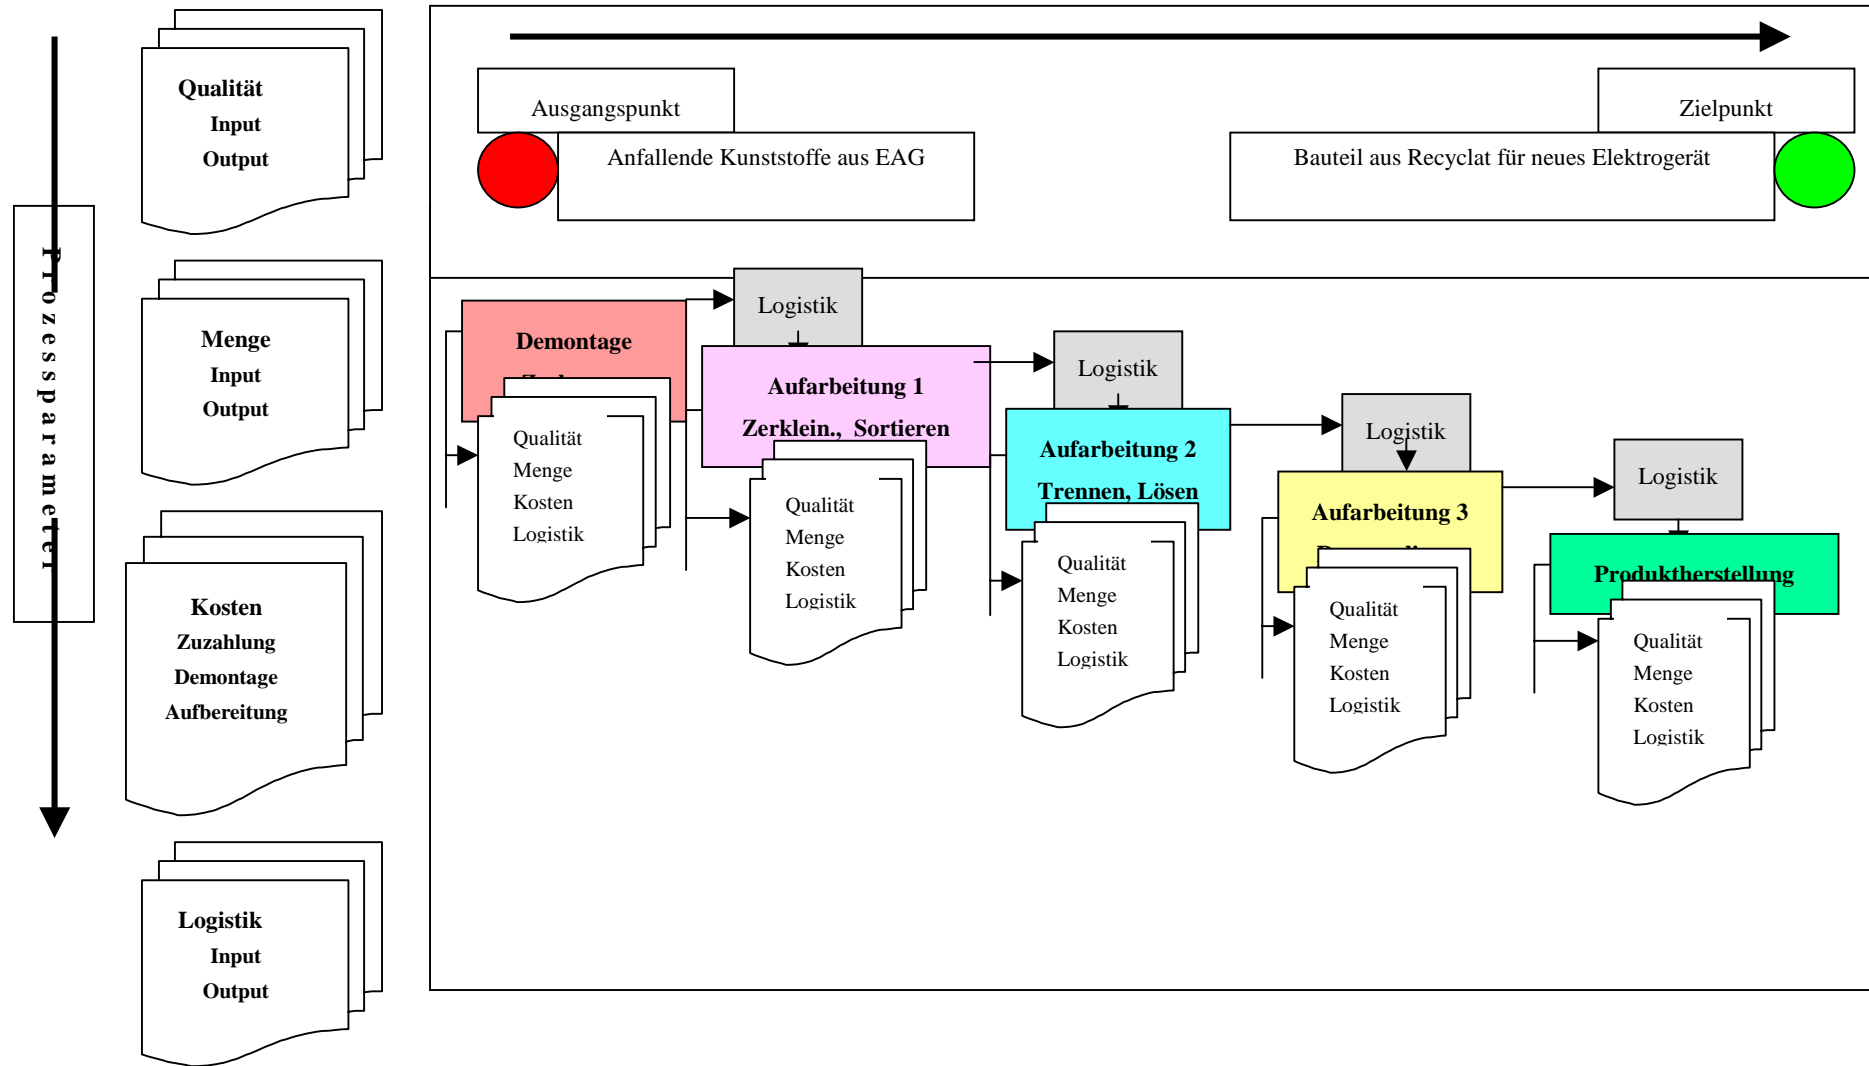 Prozessparameter
Qualität
Input
Output
Menge
Input
Output
Kosten
Zuzahlung
Demontage
Aufbereitung
Logistik
Input
Output
Ausgangspunkt
Anfallende Kunststoffe aus EAG
Zielpunkt
Bauteil aus Recyclat für neues Elektrogerät
Demontage
Qualität
Menge
Kosten
Logistik
Logistik
Aufarbeitung 1
Zerklein., Sortieren
Qualität
Menge
Kosten
Logistik
Logistik
Aufarbeitung 2
Trennen, Lösen
Qualität
Menge
Kosten
Logistik
Logistik
Aufarbeitung 3
Qualität
Menge
Kosten
Logistik
Logistik
Produktherstellung
Qualität
Menge
Kosten
Logistik